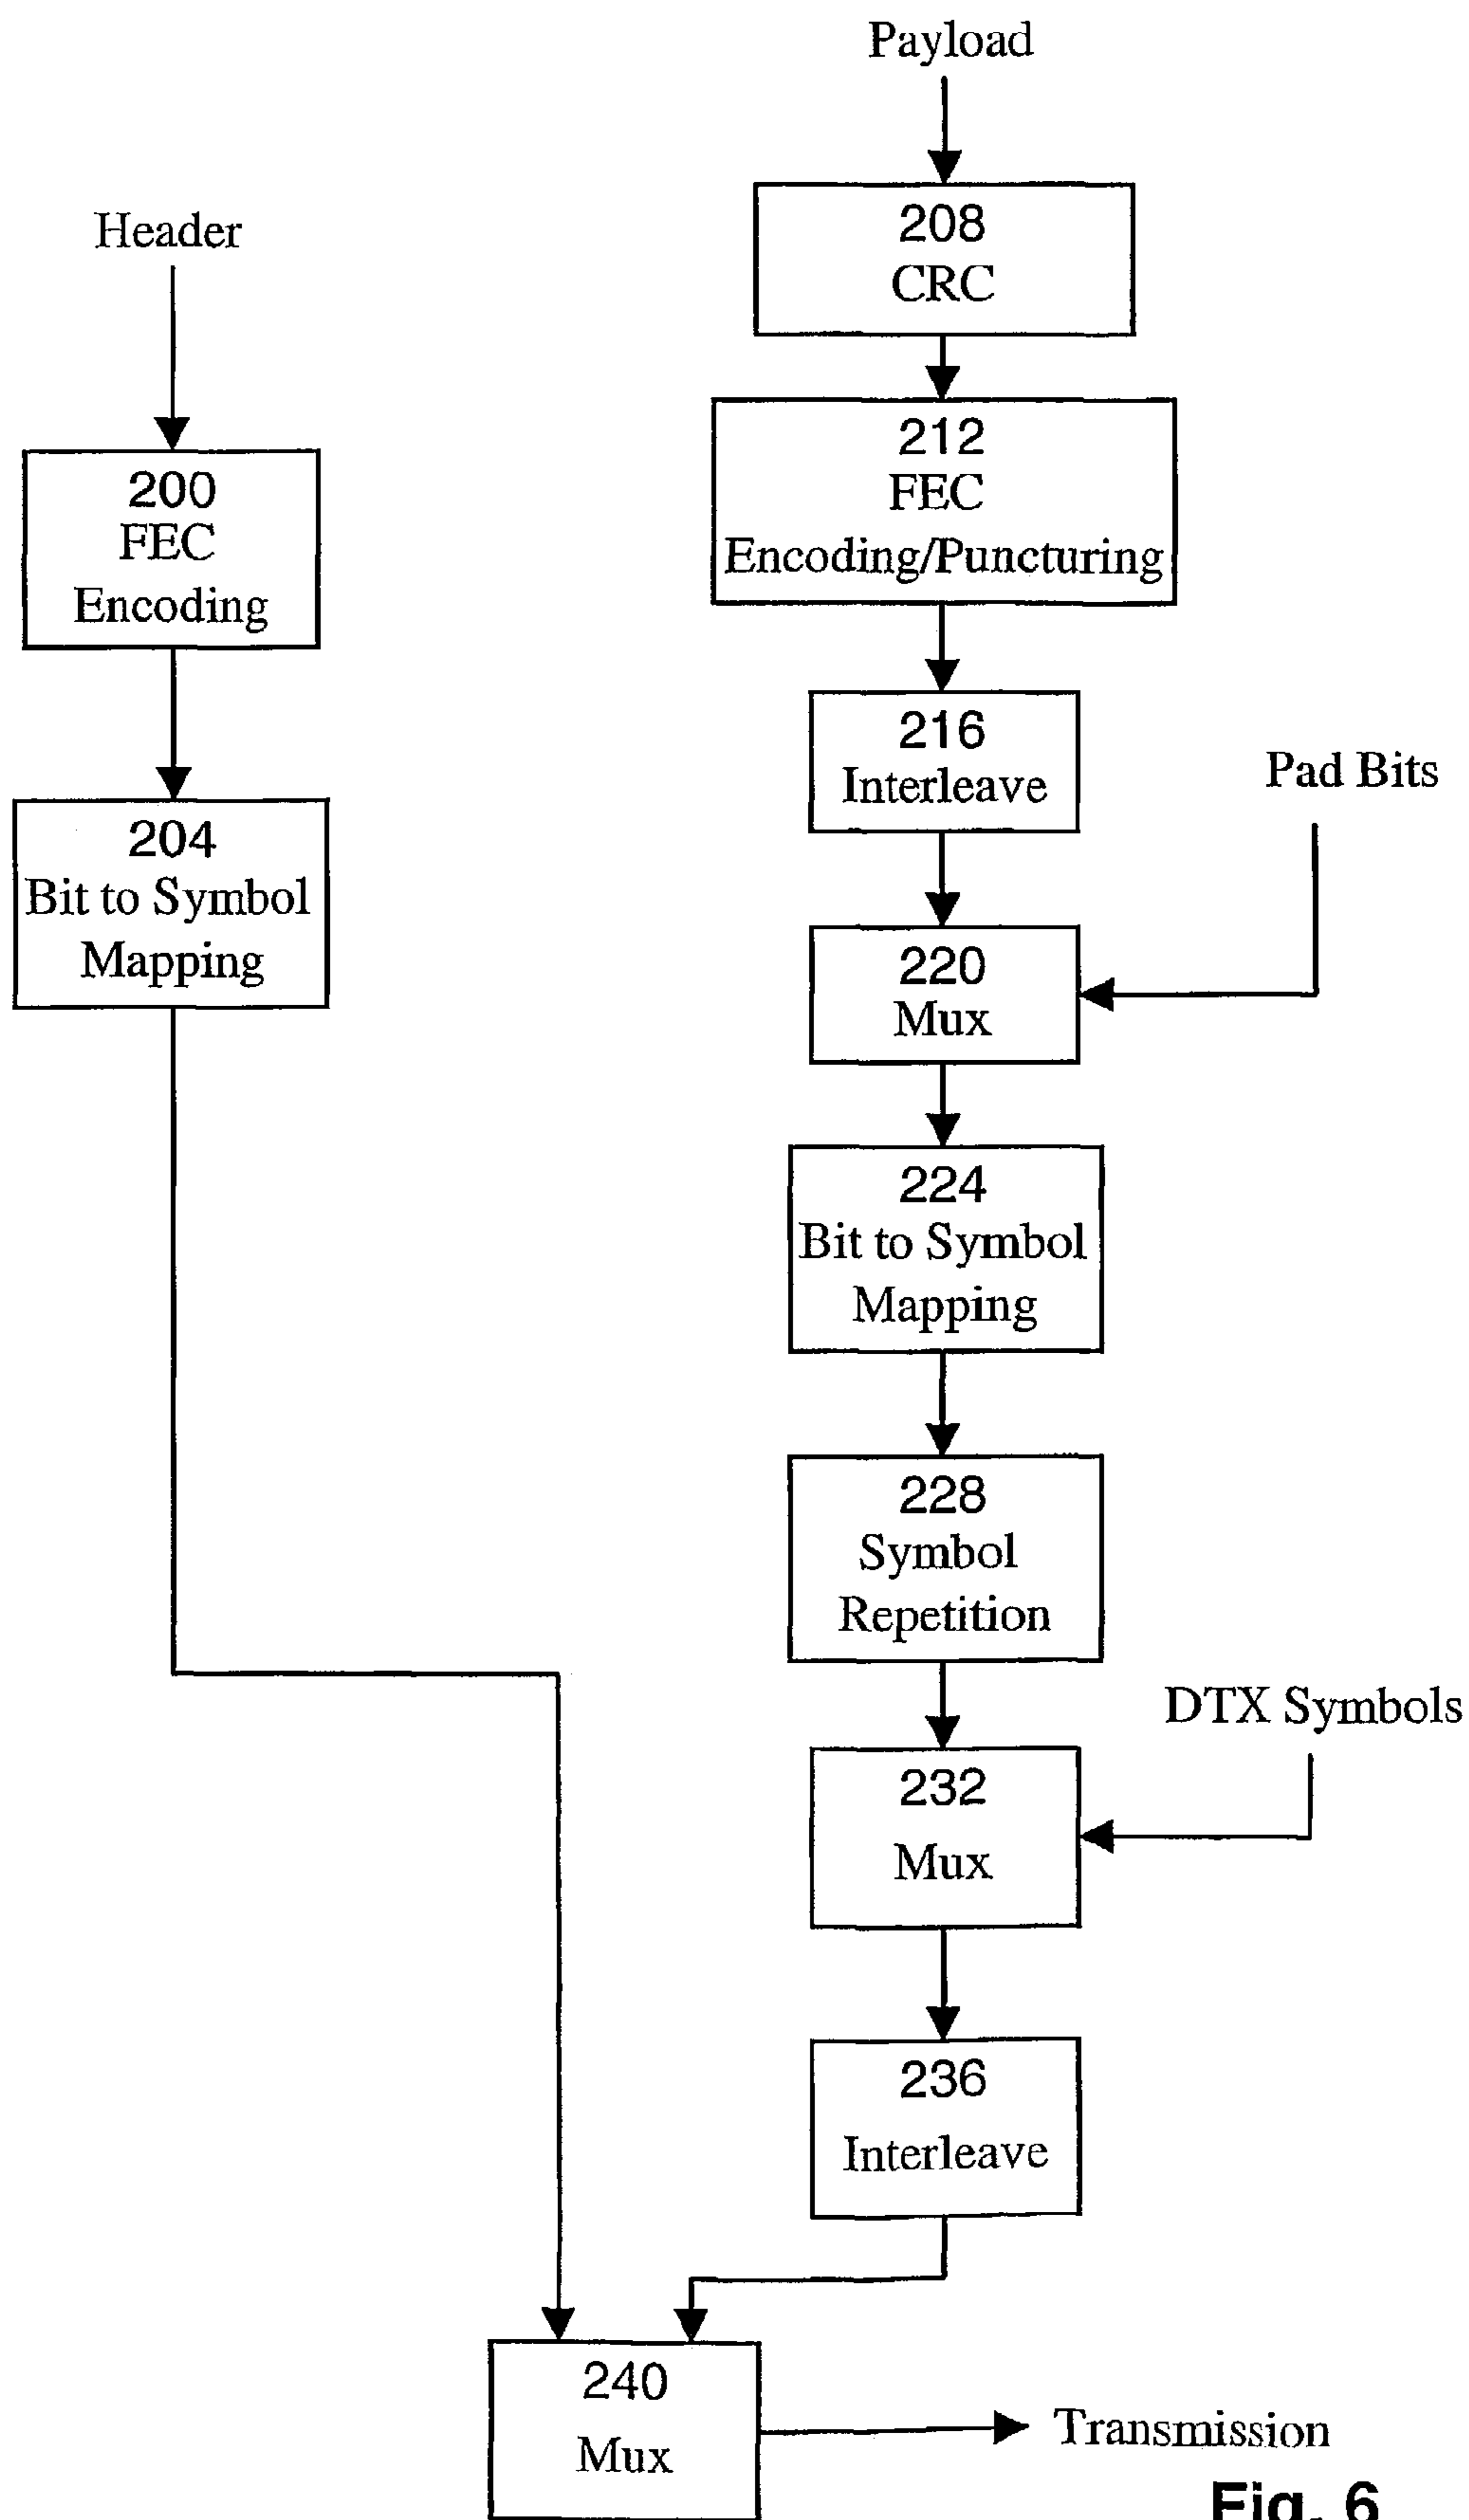 Payload
Header
208
CRC
212
FEC
Encoding/Puncturing
200
FEC
Encoding
216
Interleave
Pad Bits
204
Bit to Symbol
Mapping
220
Mux
224
Bit to Symbol
Mapping
228
Symbol
Repetition
DTX Symbols
232
Mux
236
Interleave
240
Mux
Transmission
Fig. 6